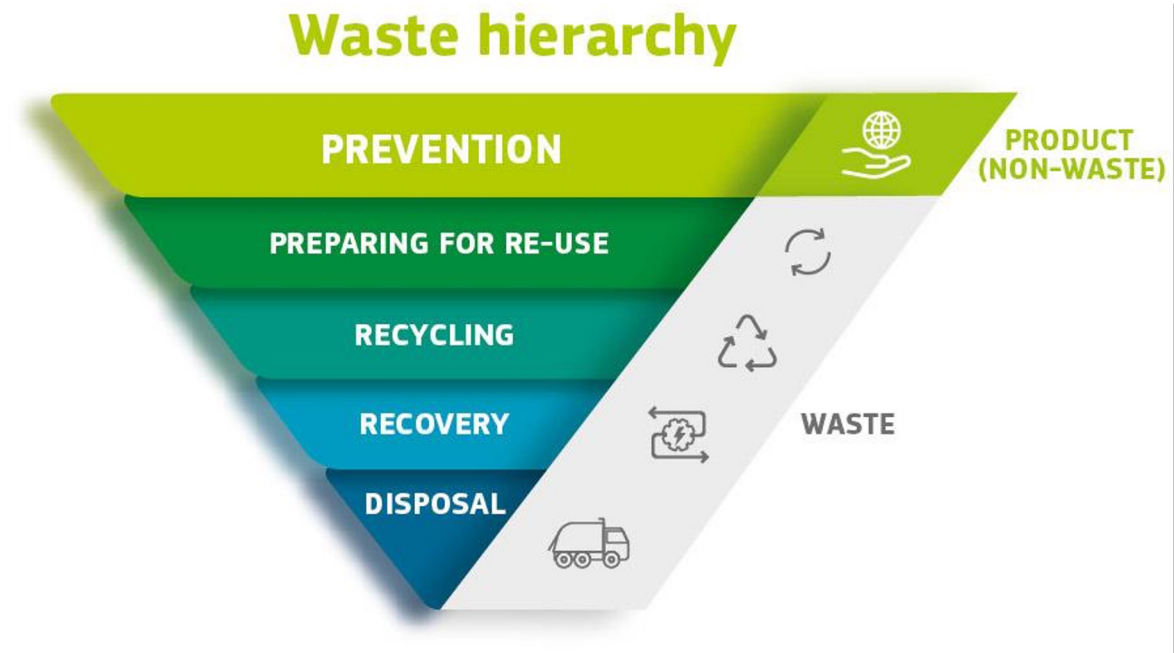 Waste hierarchy
PREVENTION
PRODUCT
(NON-WASTE)
PREPARING FOR RE-USE
RECYCLING
RECOVERY
WASTE
DISPOSAL